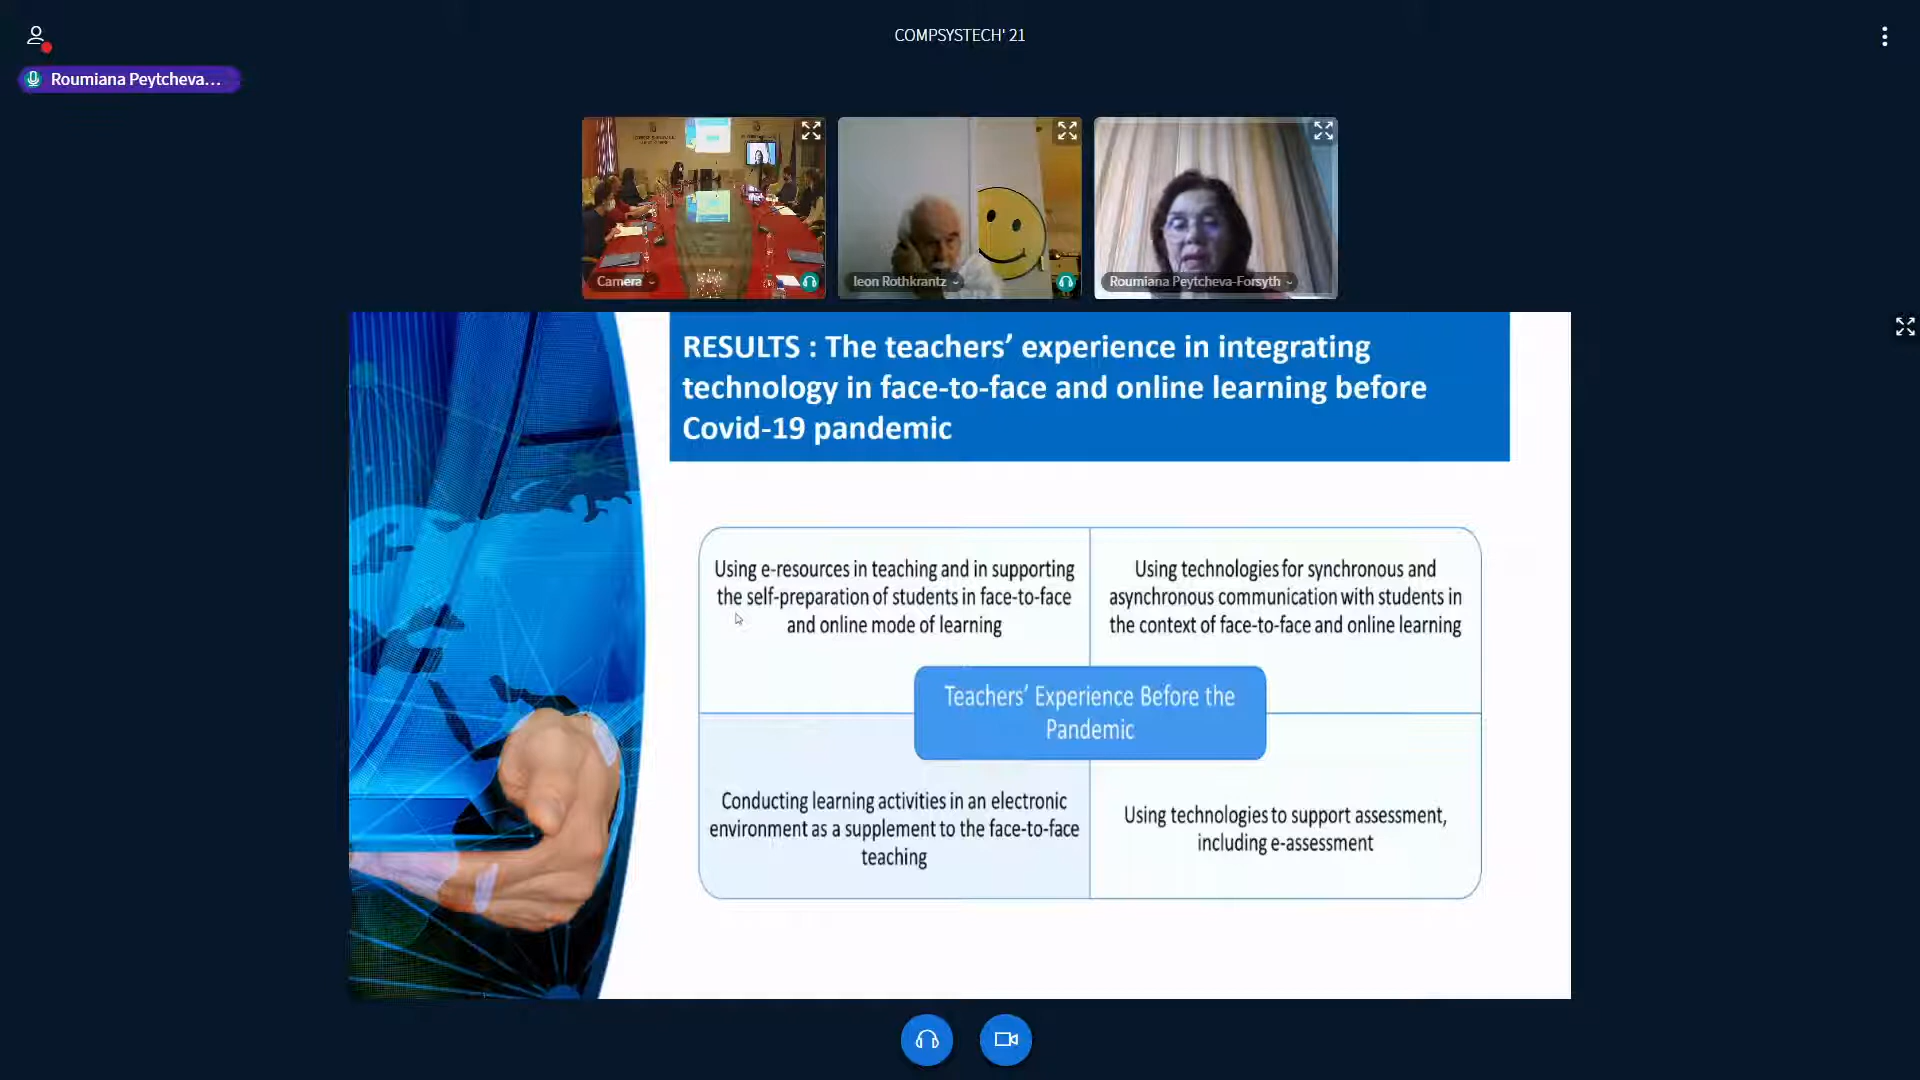 COMPSYSTECH' 21
Roumiana Peytcheva...
Camera
leon Rothkrantz
Roumiana Peytcheva-Forsyth
RESULTS : The teachers’ experience in integrating
technology in face-to-face and online learning before
Covid-19 pandemic
Using e-resources in teaching and in supporting
the self-preparation of students in face-to-face
and online mode of learning
Using technologies for synchronous and
asynchronous communication with students in
the context of face-to-face and online learning
Teachers’ Experience Before the
Pandemic
Conducting learning activities in an electronic
environment as a supplement to the face-to-face
teaching
Using technologies to support assessment,
including e-assessment